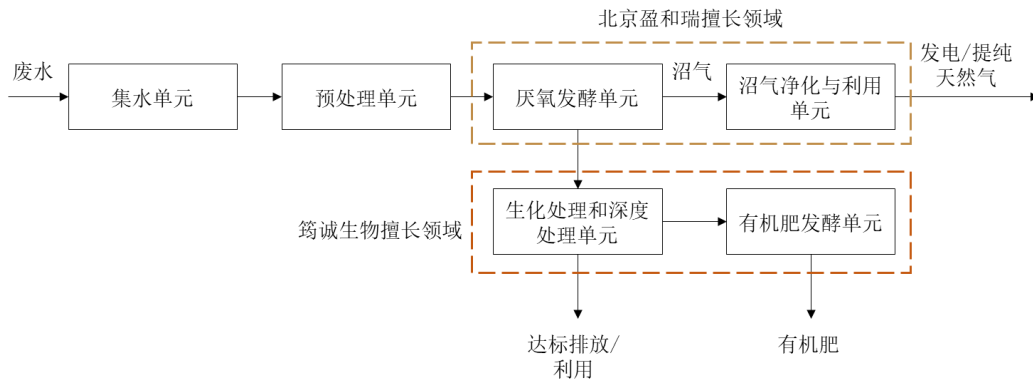 北京盈和瑞擅长领域
废水
集水单元
预处理单元
厌氧发酵单元
沼气
沼气净化与利用
单元
发电/提纯
天然气
筠诚生物擅长领域
生化处理和深度
处理单元
有机肥发酵单元
达标排放/
利用
有机肥